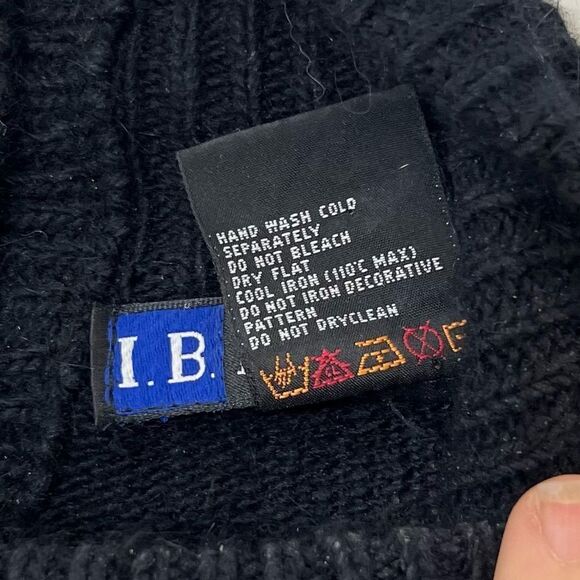 HAND WASH COLD
SEPARATELY
DO NOT BLEACH
DRY FLAT
COOL IRON (110°C MAX)
DO NOT IRON DECORATIVE
PATTERN
DO NOT DRYCLEAN
I.B.